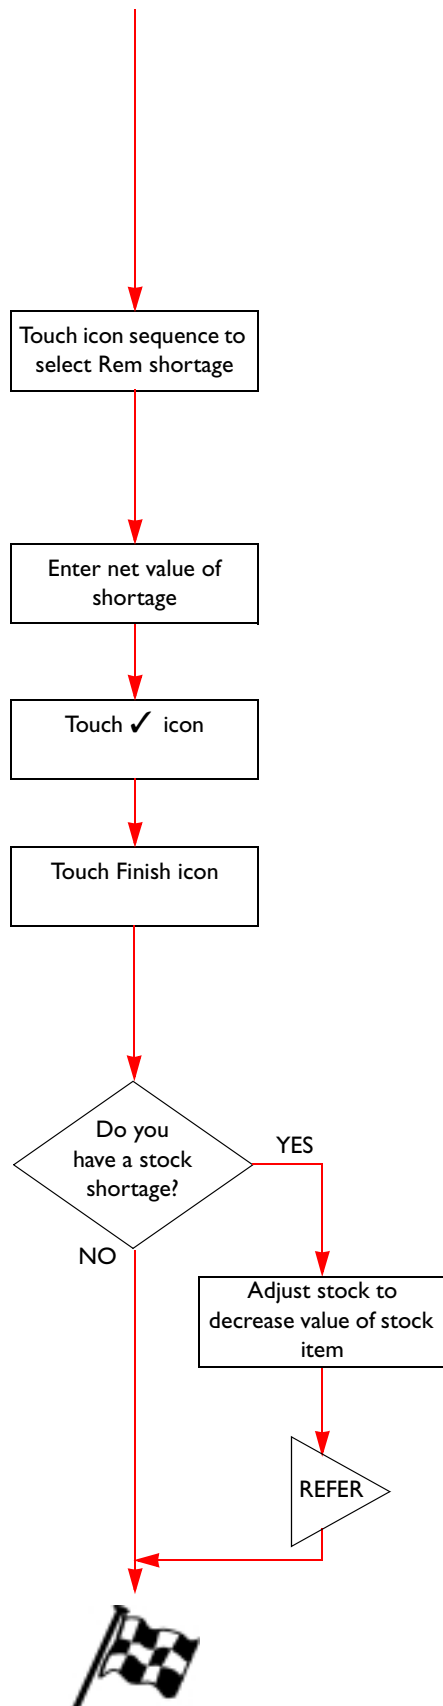 Touch icon sequence to
select Rem shortage
Enter net value of
shortage
Touch ✓ icon
Touch Finish icon
Do you
have a stock
shortage?
YES
NO
Adjust stock to
decrease value of stock
item
REFER